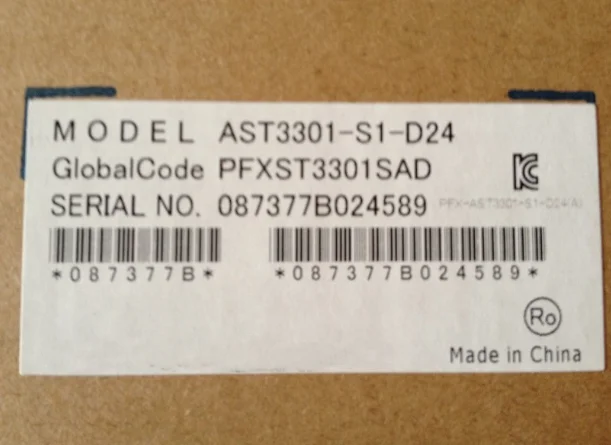 MODEL AST3301-S1-D24
GlobalCode PFXST3301SAD
SERIAL NO. 087377B024589
PFX-AST3301-S1-D24(A)
*087377B* *087377B024589*
Ro
Made in China